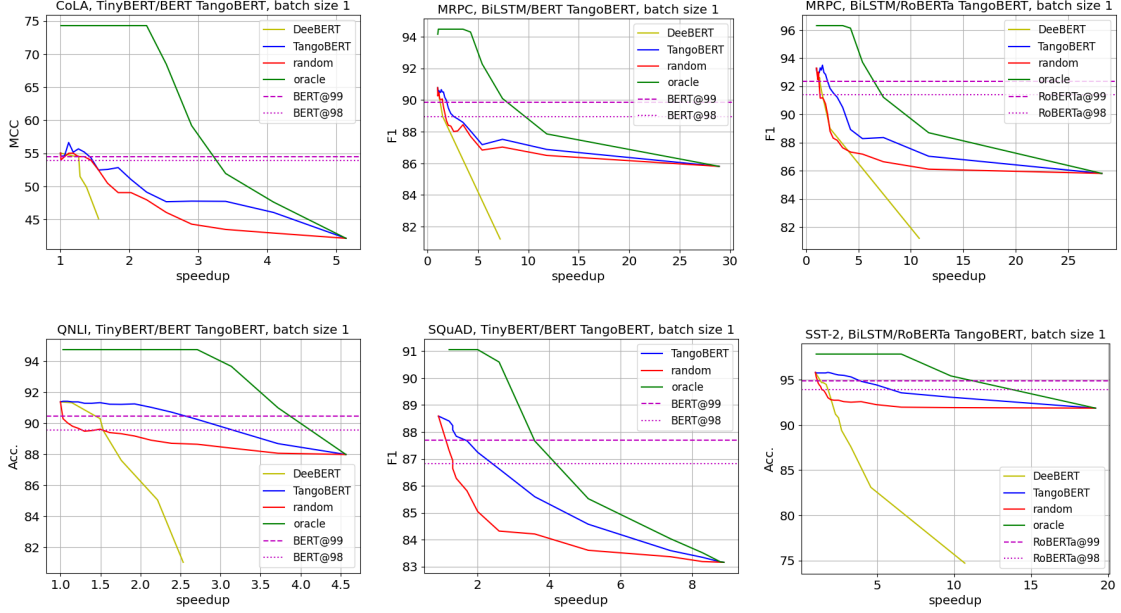 CoLA, TinyBERT/BERT TangoBERT, batch size 1
MCC
75
70
65
60
55
50
45
1 2 3 4 5
speedup
DeeBERT
TangoBERT
random
oracle
BERT@99
BERT@98
MRPC, BiLSTM/BERT TangoBERT, batch size 1
F1
94
92
90
88
86
84
82
0 5 10 15 20 25 30
speedup
DeeBERT
TangoBERT
random
oracle
BERT@99
BERT@98
MRPC, BiLSTM/RoBERTa TangoBERT, batch size 1
F1
96
94
92
90
88
86
84
82
0 5 10 15 20 25
speedup
DeeBERT
TangoBERT
random
oracle
RoBERTa@99
RoBERTa@98
QNLI, TinyBERT/BERT TangoBERT, batch size 1
Acc.
94
92
90
88
86
84
82
1.0 1.5 2.0 2.5 3.0 3.5 4.0 4.5
speedup
DeeBERT
TangoBERT
random
oracle
BERT@99
BERT@98
SQuAD, TinyBERT/BERT TangoBERT, batch size 1
F1
91
90
89
88
87
86
85
84
83
2 4 6 8
speedup
TangoBERT
random
oracle
BERT@99
BERT@98
SST-2, BiLSTM/RoBERTa TangoBERT, batch size 1
Acc.
95
90
85
80
75
5 10 15 20
speedup
DeeBERT
TangoBERT
random
oracle
RoBERTa@99
RoBERTa@98